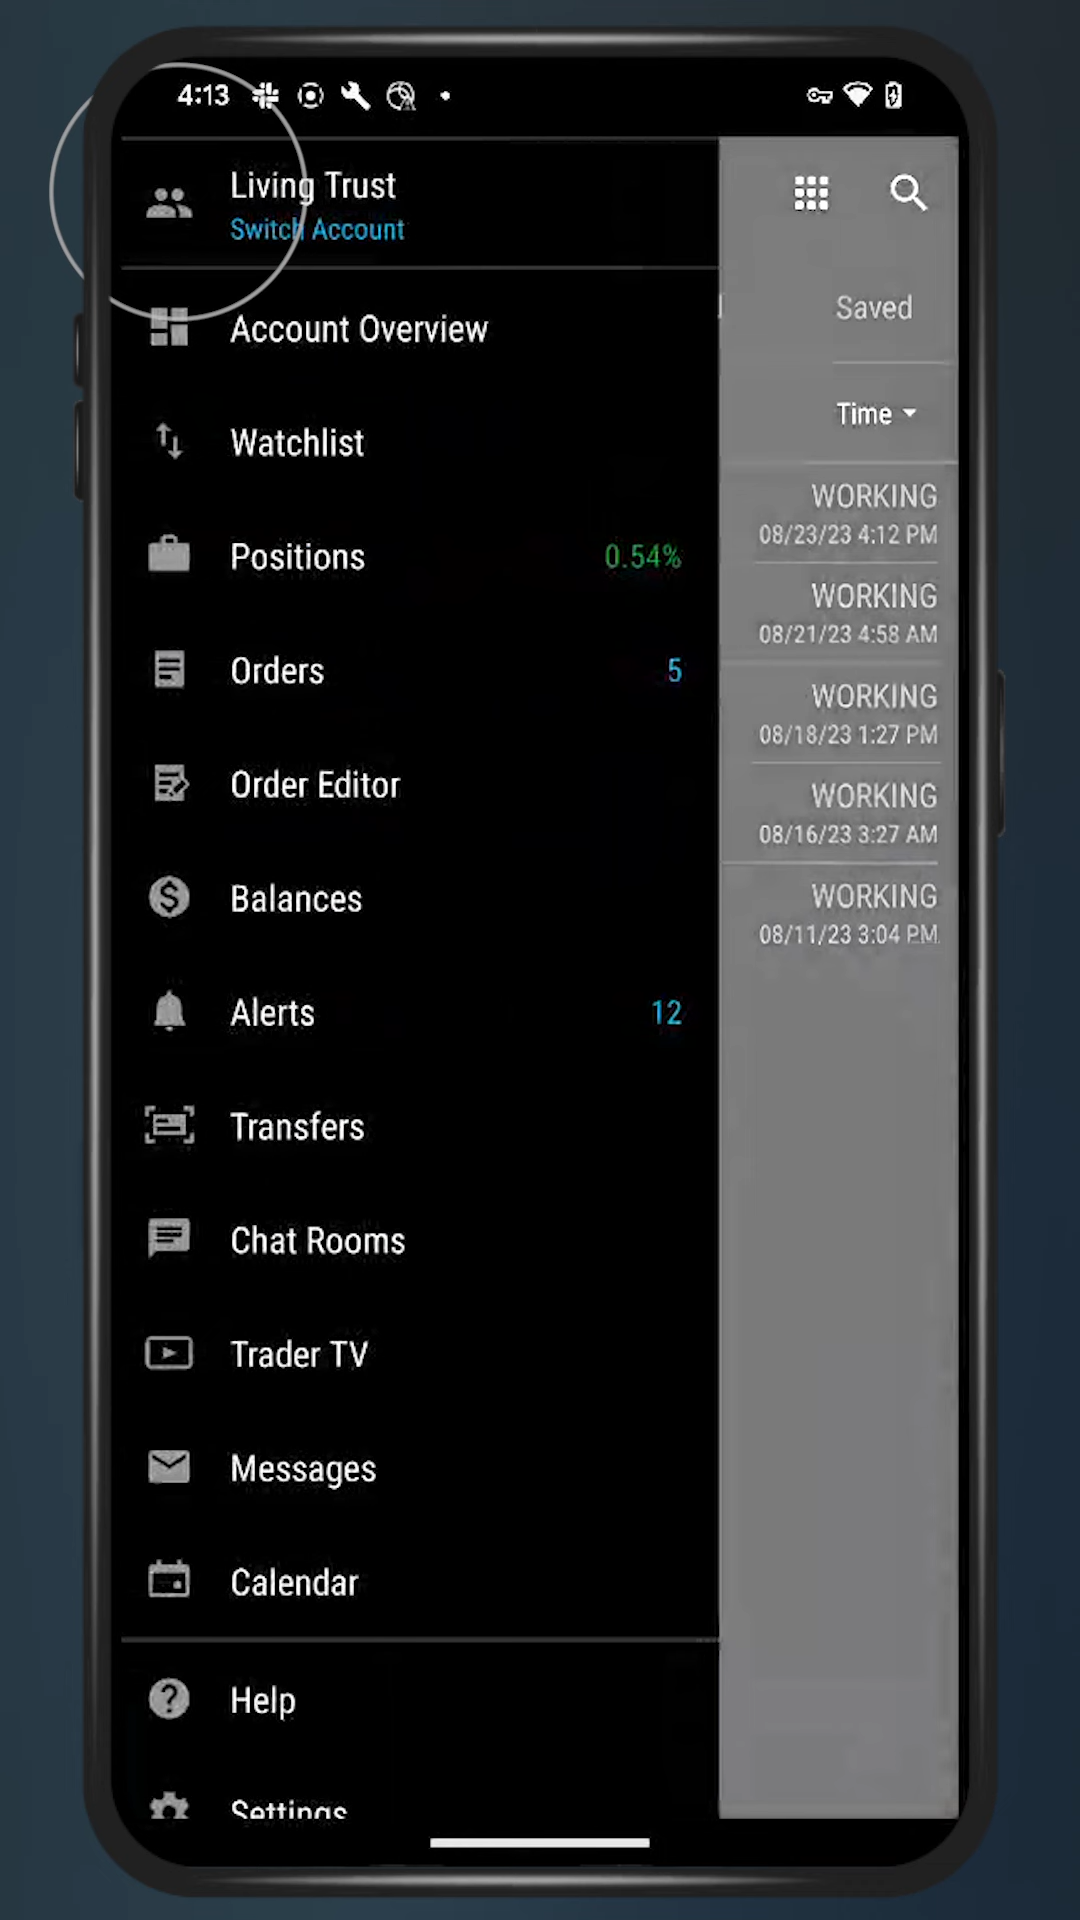 4:13
Living Trust
Switch Account
Account Overview
Watchlist
Positions 0.54%
Orders 5
Order Editor
Balances
Alerts 12
Transfers
Chat Rooms
Trader TV
Messages
Calendar
Help
Settings
Saved
Time
WORKING
08/23/23 4:12 PM
WORKING
08/21/23 4:58 AM
WORKING
08/18/23 1:27 PM
WORKING
08/16/23 3:27 AM
WORKING
08/11/23 3:04 PM